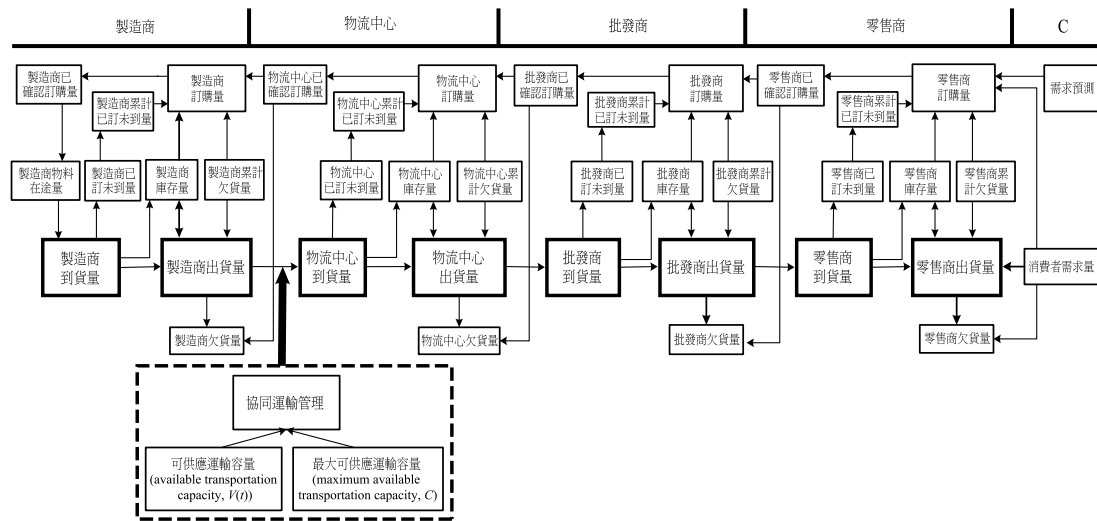 製造商
物流中心
批發商
零售商
C
製造商已
確認訂購量
製造商
訂購量
物流中心已
確認訂購量
物流中心
訂購量
批發商已
確認訂購量
批發商
訂購量
零售商已
確認訂購量
零售商
訂購量
需求預測
製造商累計
已訂未到量
物流中心累計
已訂未到量
批發商累計
已訂未到量
零售商累計
已訂未到量
製造商物料
在途量
製造商已
訂未到量
製造商
庫存量
製造商累計
欠貨量
物流中心
已訂未到量
物流中心
庫存量
物流中心累
計欠貨量
批發商已
訂未到量
批發商
庫存量
批發商累計
欠貨量
零售商已
訂未到量
零售商
庫存量
零售商累
計欠貨量
製造商
到貨量
製造商出貨量
物流中心
到貨量
物流中心
出貨量
批發商
到貨量
批發商出貨量
零售商
到貨量
零售商出貨量
消費者需求量
製造商欠貨量
物流中心欠貨量
批發商欠貨量
零售商欠貨量
協同運輸管理
可供應運輸容量
(available transportation
capacity, V(t))
最大可供應運輸容量
(maximum available
transportation capacity, C)